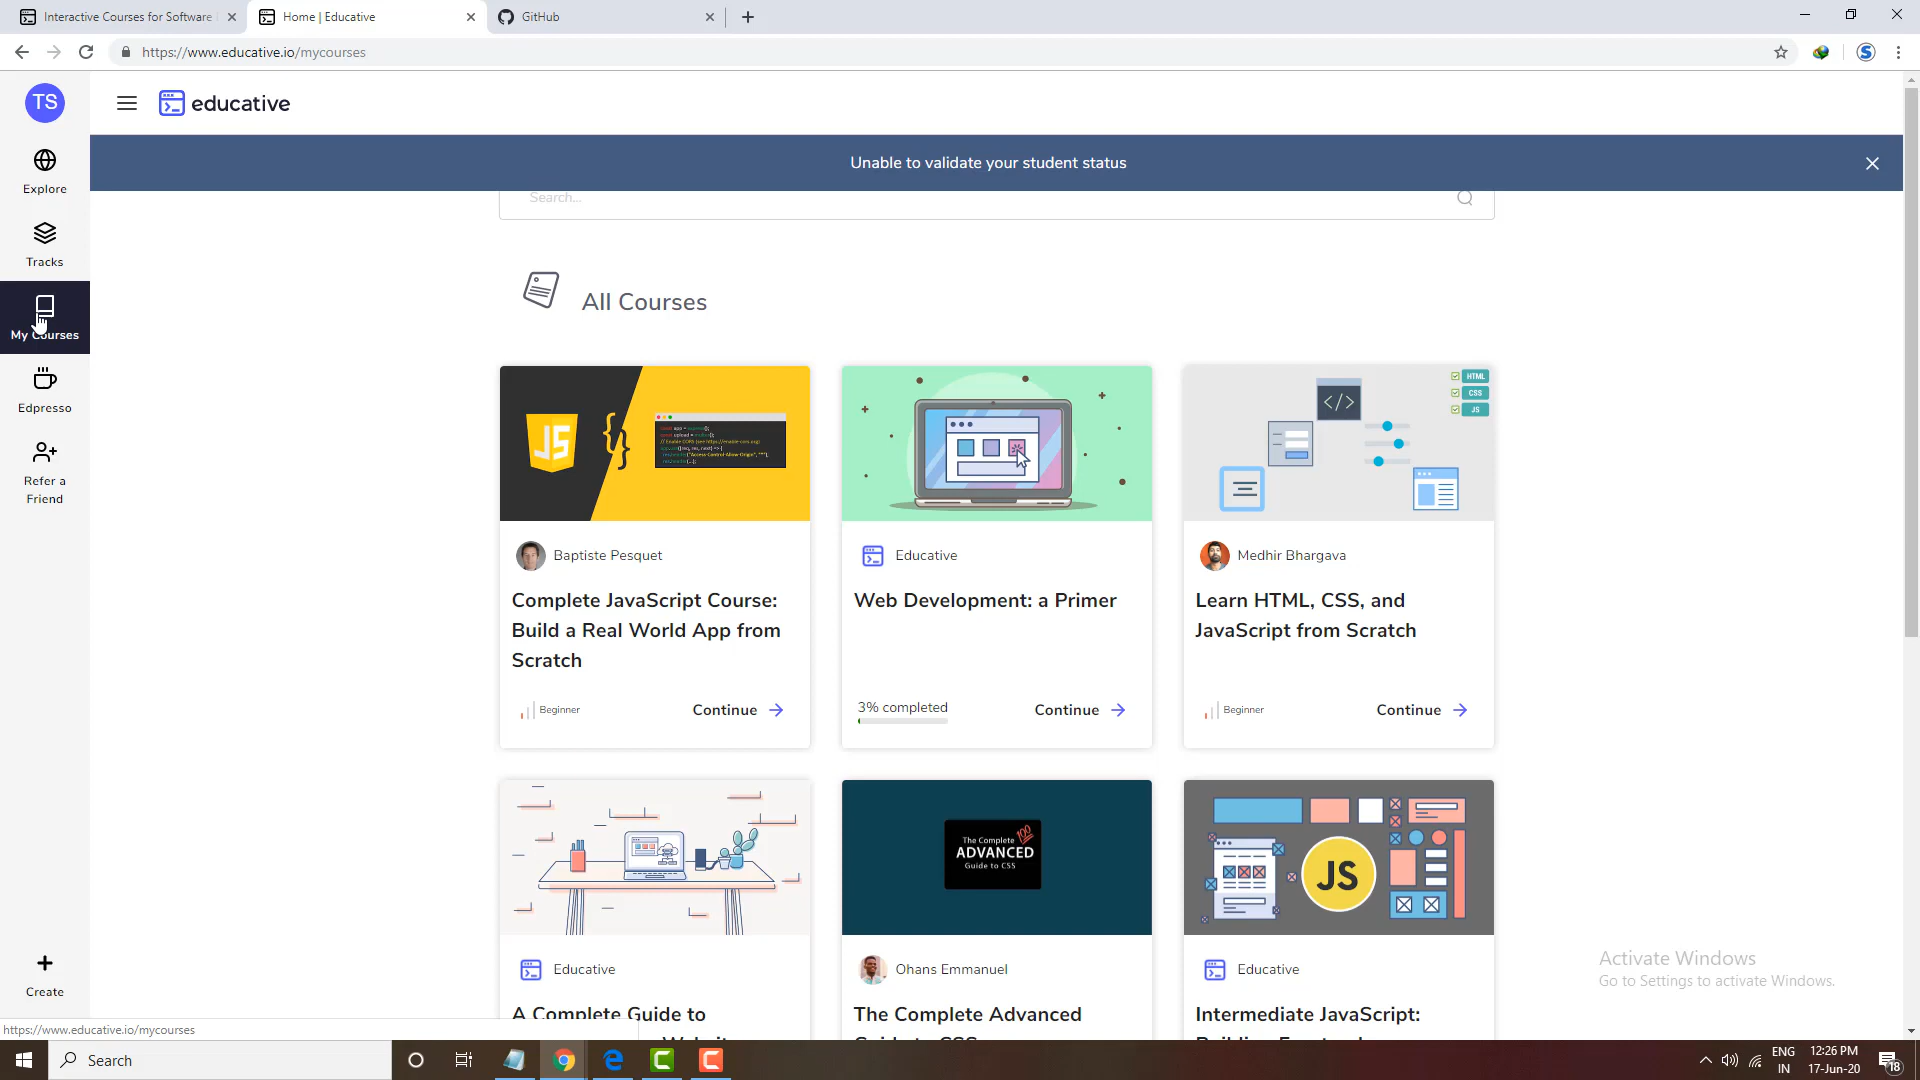 Interactive Courses for Software
Home | Educative
GitHub
https://www.educative.io/mycourses
TS
educative
Unable to validate your student status
Explore
Search...
Tracks
All Courses
My Courses
Edpresso
Refer a
Friend
JS
HTML
CSS
JS
</>
Baptiste Pesquet
Educative
Medhir Bhargava
Complete JavaScript Course:
Build a Real World App from
Scratch
Web Development: a Primer
Learn HTML, CSS, and
JavaScript from Scratch
Beginner
Continue
3% completed
Continue
Beginner
Continue
The Complete 100
ADVANCED
Guide to CSS
JS
Educative
Ohans Emmanuel
Educative
A Complete Guide to
The Complete Advanced
Intermediate JavaScript:
Create
Activate Windows
Go to Settings to activate Windows.
https://www.educative.io/mycourses
Search
ENG
IN
12:26 PM
17-Jun-20
18